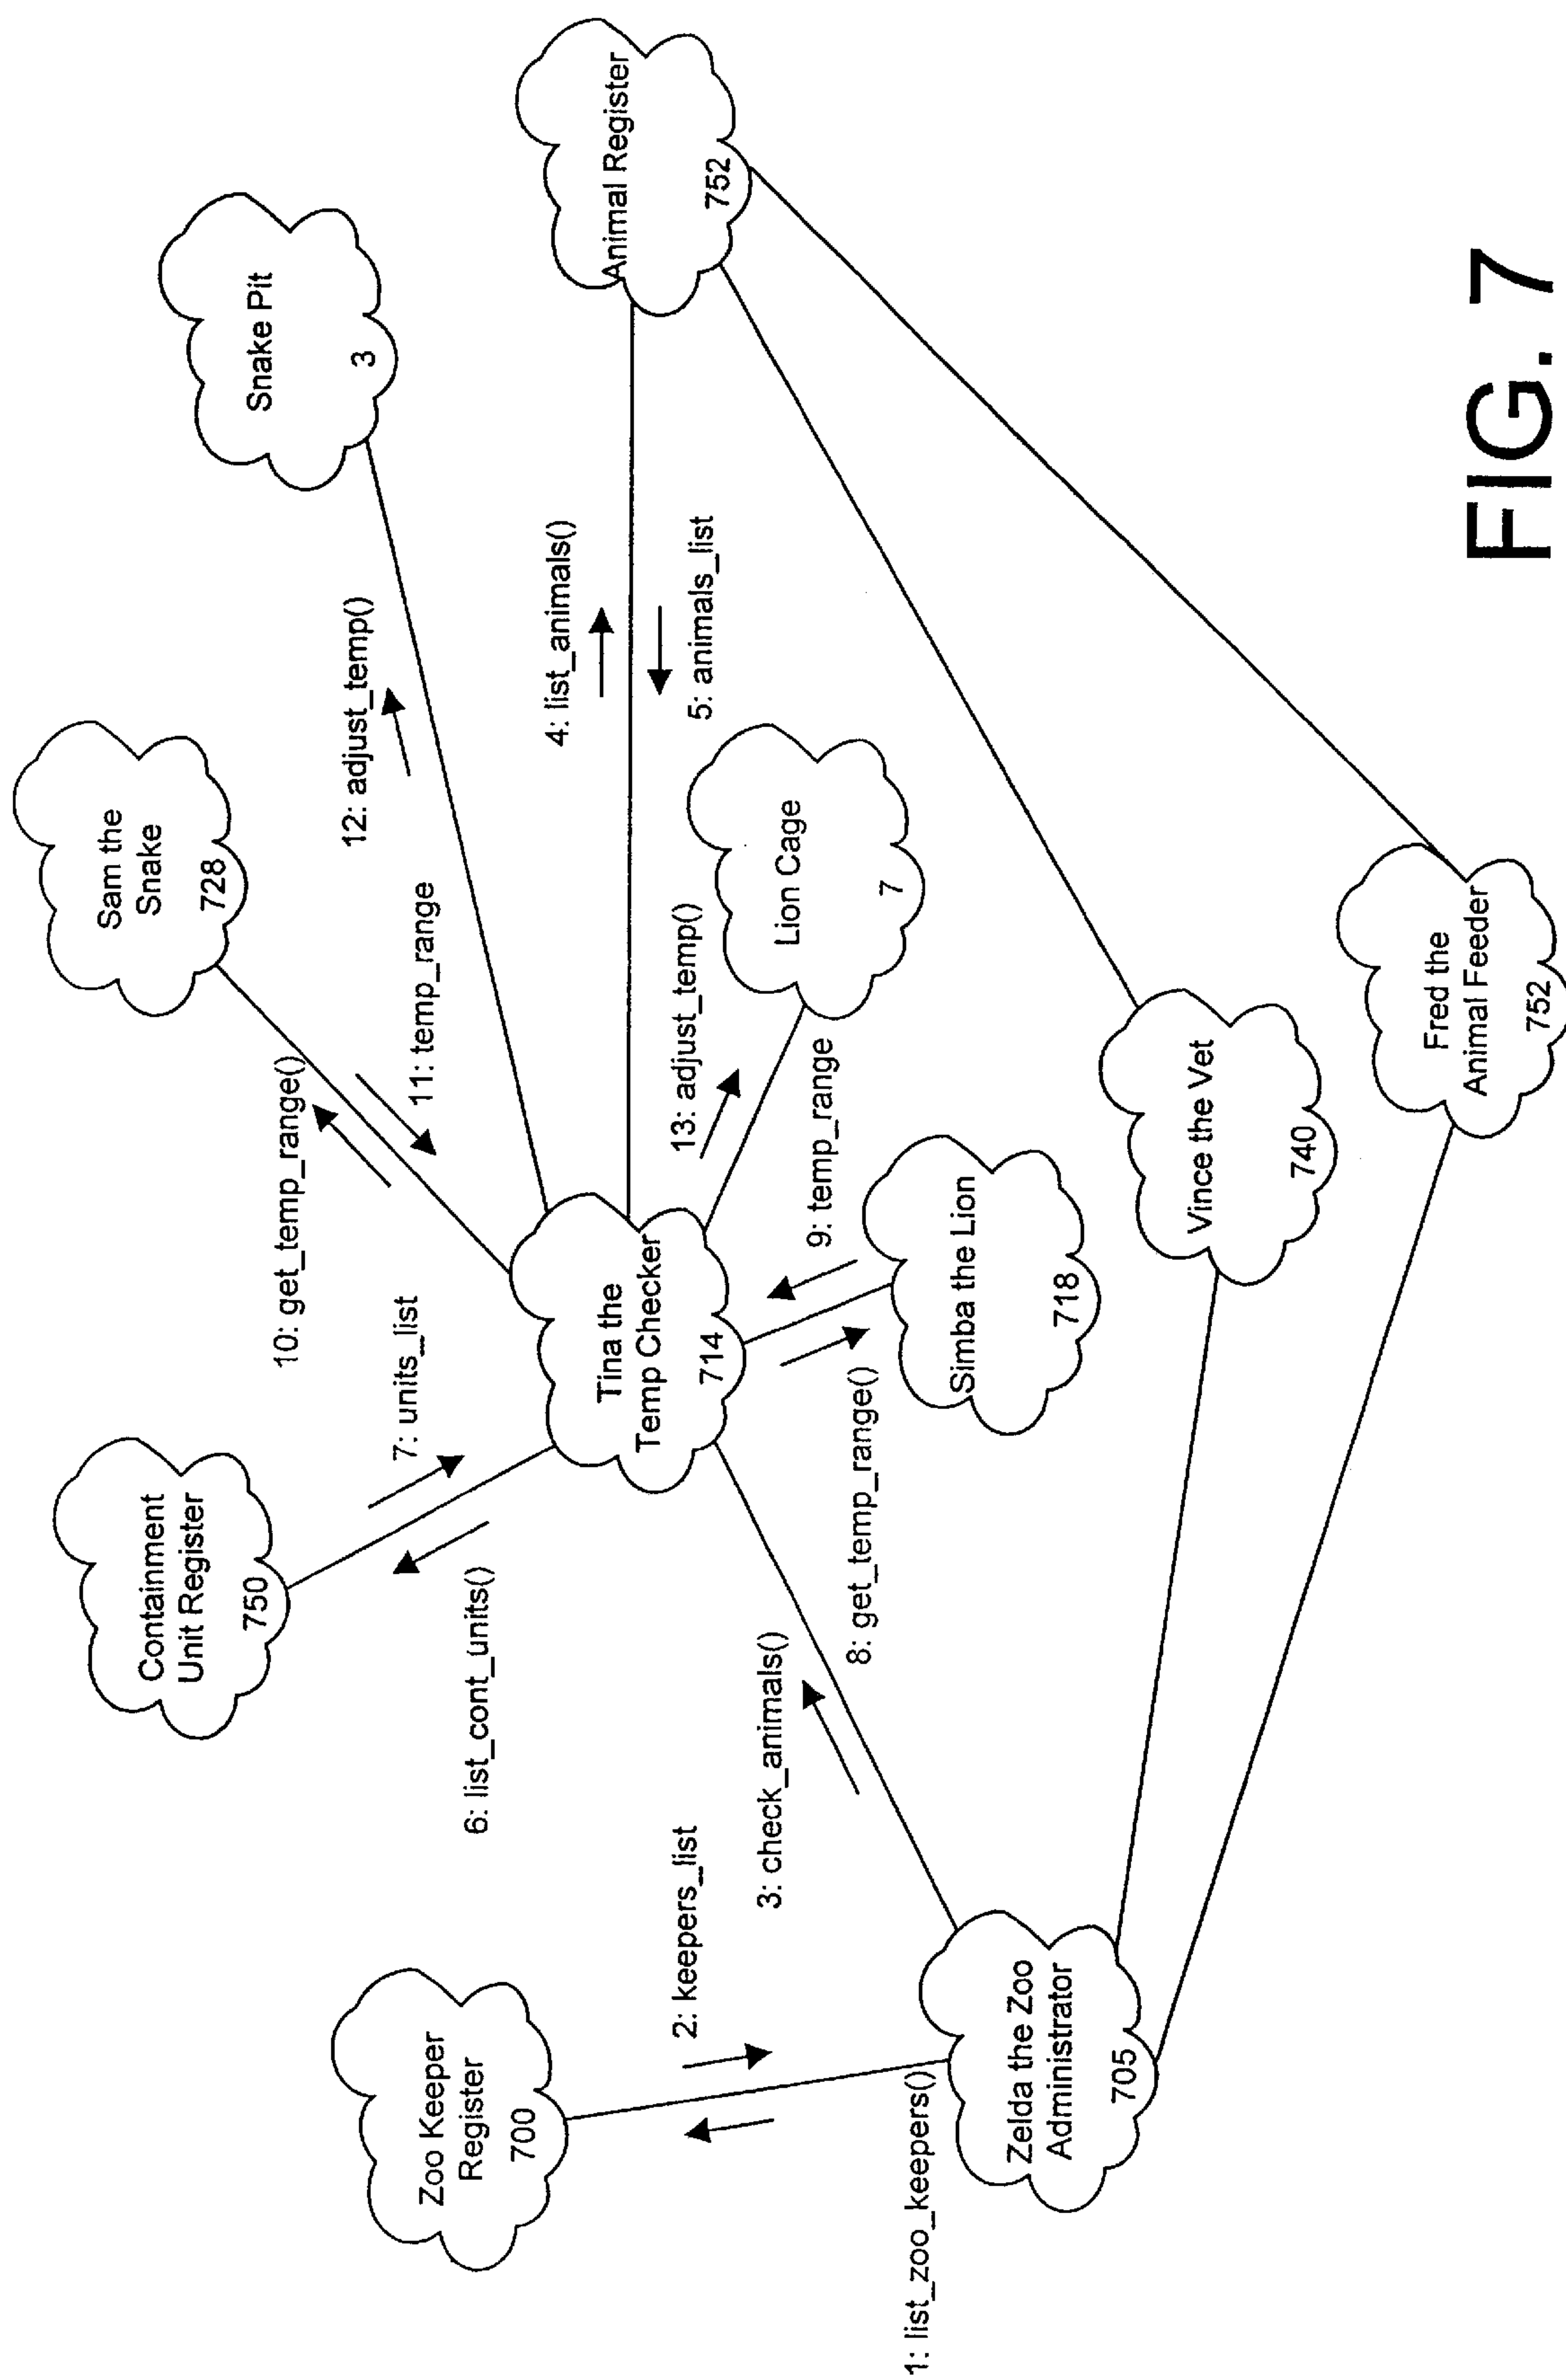 Sam the
Snake
728
Snake Pit
3
Containment
Unit Register
750
10: get_temp_range()
11: temp_range
12: adjust_temp()
7: units_list
Zoo Keeper
Register
700
6: list_cont_units()
4: list_animals()
5: animals_list
Animal Register
752
Tina the
Temp Checker
714
2: keepers_list
3: check_animals()
13: adjust_temp()
Lion Cage
7
9: temp_range
8: get_temp_range()
Simba the Lion
718
1: list_zoo_keepers()
Zelda the Zoo
Administrator
705
Vince the Vet
740
Fred the
Animal Feeder
752
FIG. 7